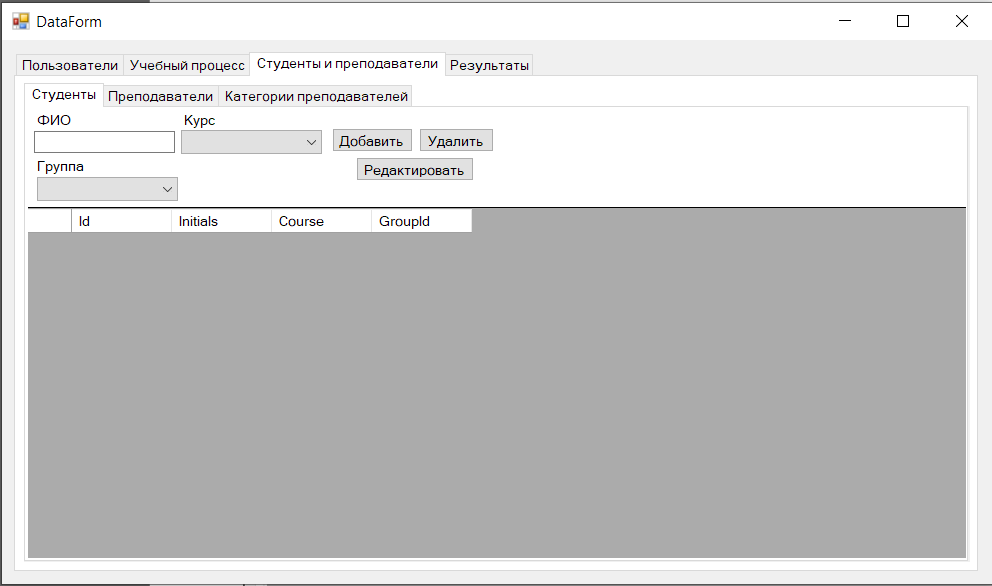 DataForm
Пользователи Учебный процесс Студенты и преподаватели Результаты
Студенты Преподаватели Категории преподавателей
ФИО Курс
Добавить Удалить
Группа Редактировать
Id Initials Course GroupId